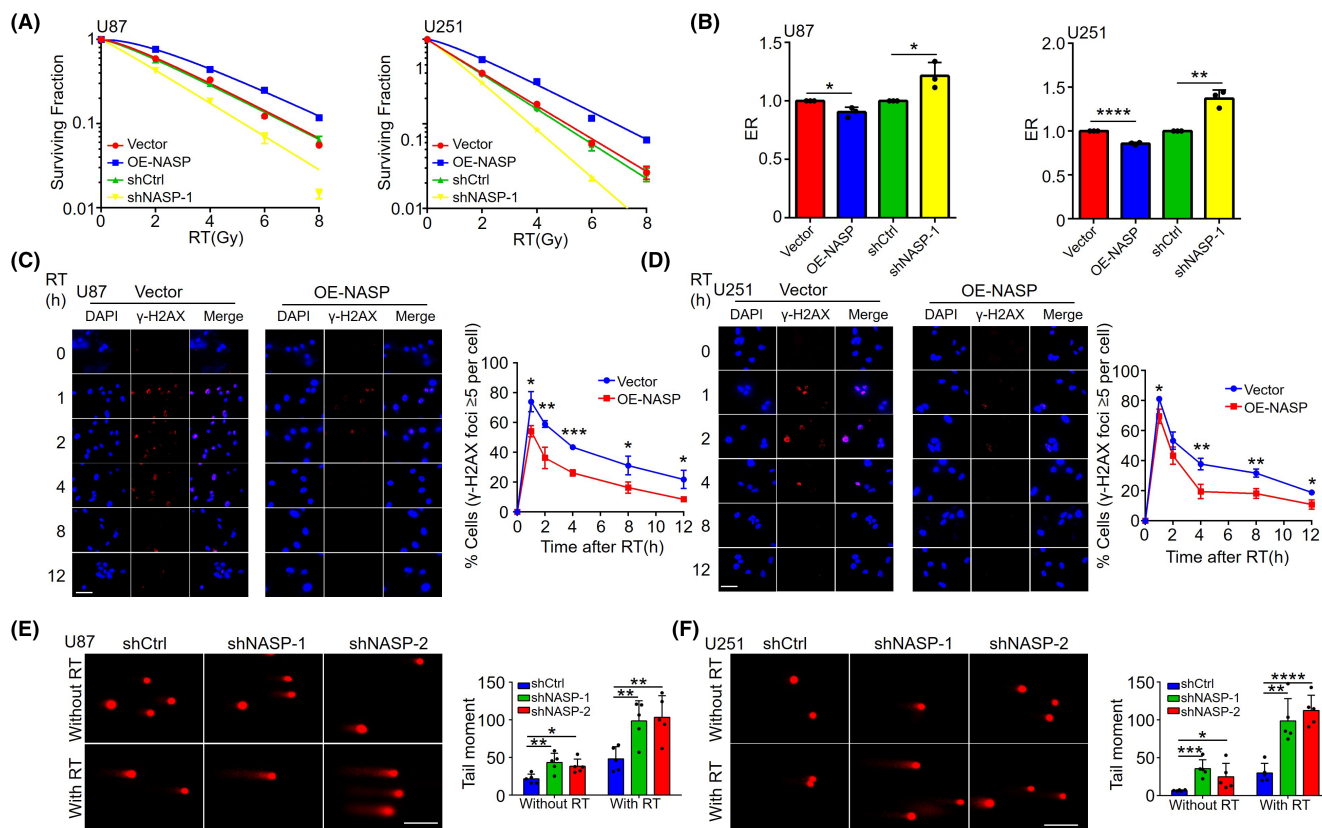 (A)
U87
Surviving Fraction
1
0.1
0.01
Vector
OE-NASP
shCtrl
shNASP-1
0 2 4 6 8
RT(Gy)
U251
Surviving Fraction
1
1
0.1
0.01
Vector
OE-NASP
shCtrl
shNASP-1
0 2 4 6 8
RT(Gy)
(B)
U87
ER
1.5
1.0
0.5
0
*
*
Vector
OE-NASP
shCtrl
shNASP-1
U251
ER
2.0
1.5
1.0
0.5
0
****
**
Vector
OE-NASP
shCtrl
shNASP-1
(C)
RT
(h)
U87 Vector OE-NASP
DAPI γ-H2AX Merge DAPI γ-H2AX Merge
0
1
2
4
8
12
% Cells (γ-H2AX foci ≥5 per cell)
100
80
60
40
20
0
Vector
OE-NASP
* ** *** * *
0 2 4 6 8 10 12
Time after RT(h)
(D)
RT
(h)
U251 Vector OE-NASP
DAPI γ-H2AX Merge DAPI γ-H2AX Merge
0
1
2
4
8
12
% Cells (γ-H2AX foci ≥5 per cell)
100
80
60
40
20
0
Vector
OE-NASP
* ** ** *
0 2 4 6 8 10 12
Time after RT(h)
(E)
U87
shCtrl shNASP-1 shNASP-2
Without RT
With RT
Tail moment
150
100
50
0
shCtrl
shNASP-1
shNASP-2
*
**
**
**
Without RT With RT
(F)
U251
shCtrl shNASP-1 shNASP-2
Without RT
With RT
Tail moment
150
100
50
0
shCtrl
shNASP-1
shNASP-2
*
***
****
**
Without RT With RT